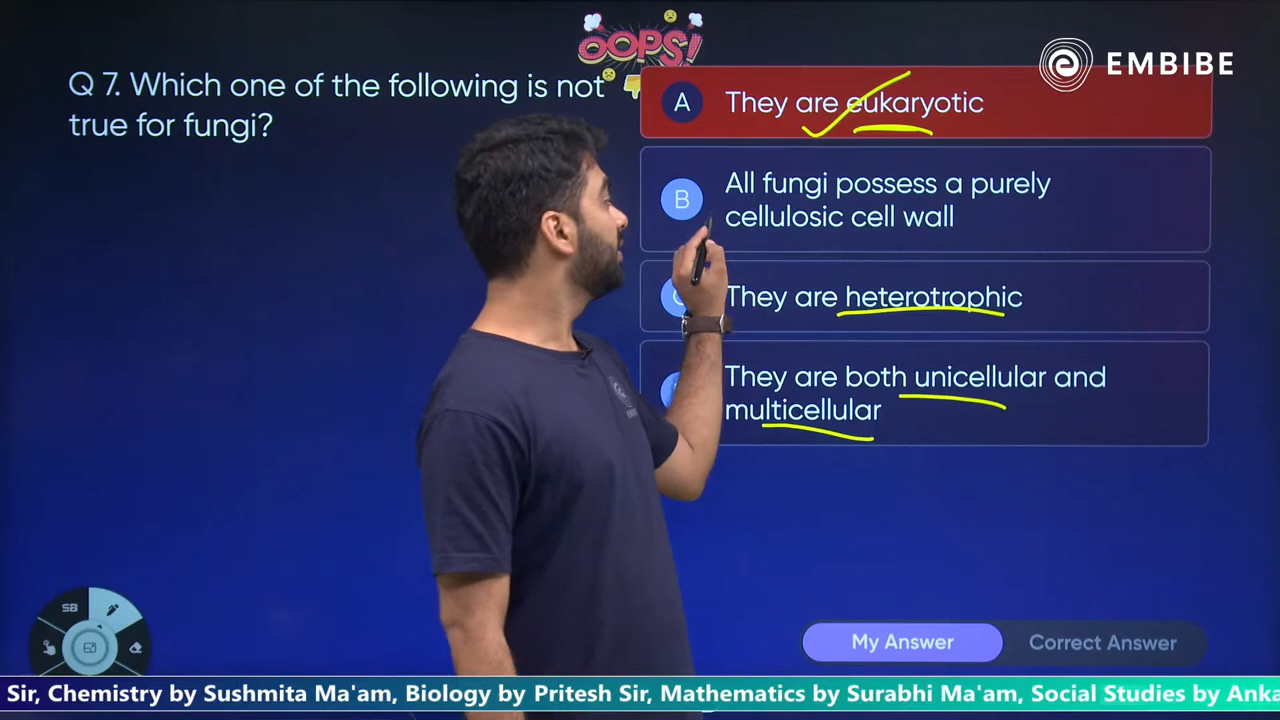 OOPS!
EMBIBE
Q 7. Which one of the following is not
true for fungi?
A
They are eukaryotic
B
All fungi possess a purely
cellulosic cell wall
They are heterotrophic
They are both unicellular and
multicellular
SB
My Answer
Correct Answer
Sir, Chemistry by Sushmita Ma'am, Biology by Pritesh Sir, Mathematics by Surabhi Ma'am, Social Studies by Anka